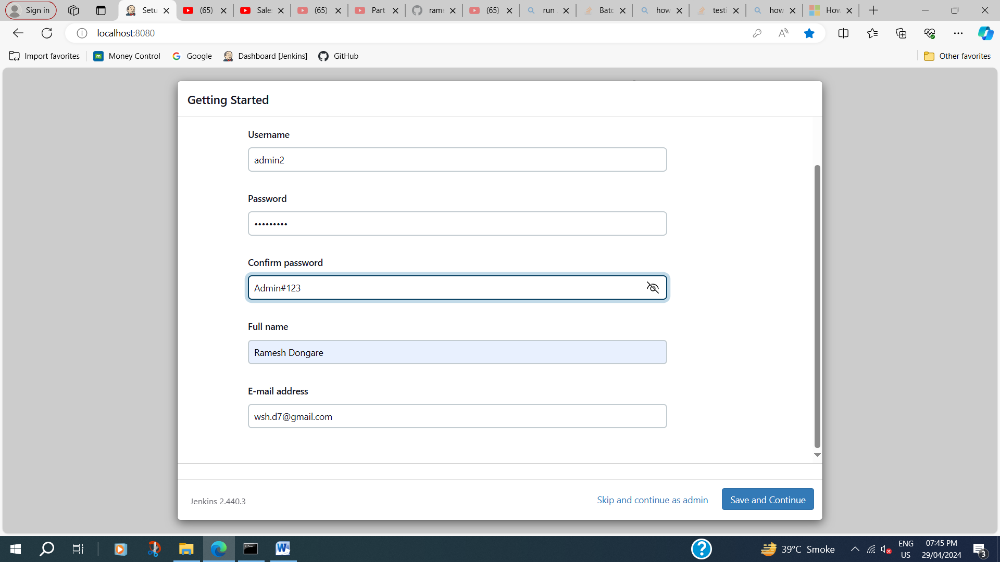 Sign in
Setu
(65)
Sale
(65)
Part
rame
(65)
run
Batc
how
testi
how
How
localhost:8080
Import favorites
Money Control
Google
Dashboard [Jenkins]
GitHub
Other favorites
Getting Started
Username
admin2
Password
•••••••••
Confirm password
Admin#123
Full name
Ramesh Dongare
E-mail address
wsh.d7@gmail.com
Jenkins 2.440.3
Skip and continue as admin
Save and Continue
39°C Smoke
ENG
US
07:45 PM
29/04/2024
3